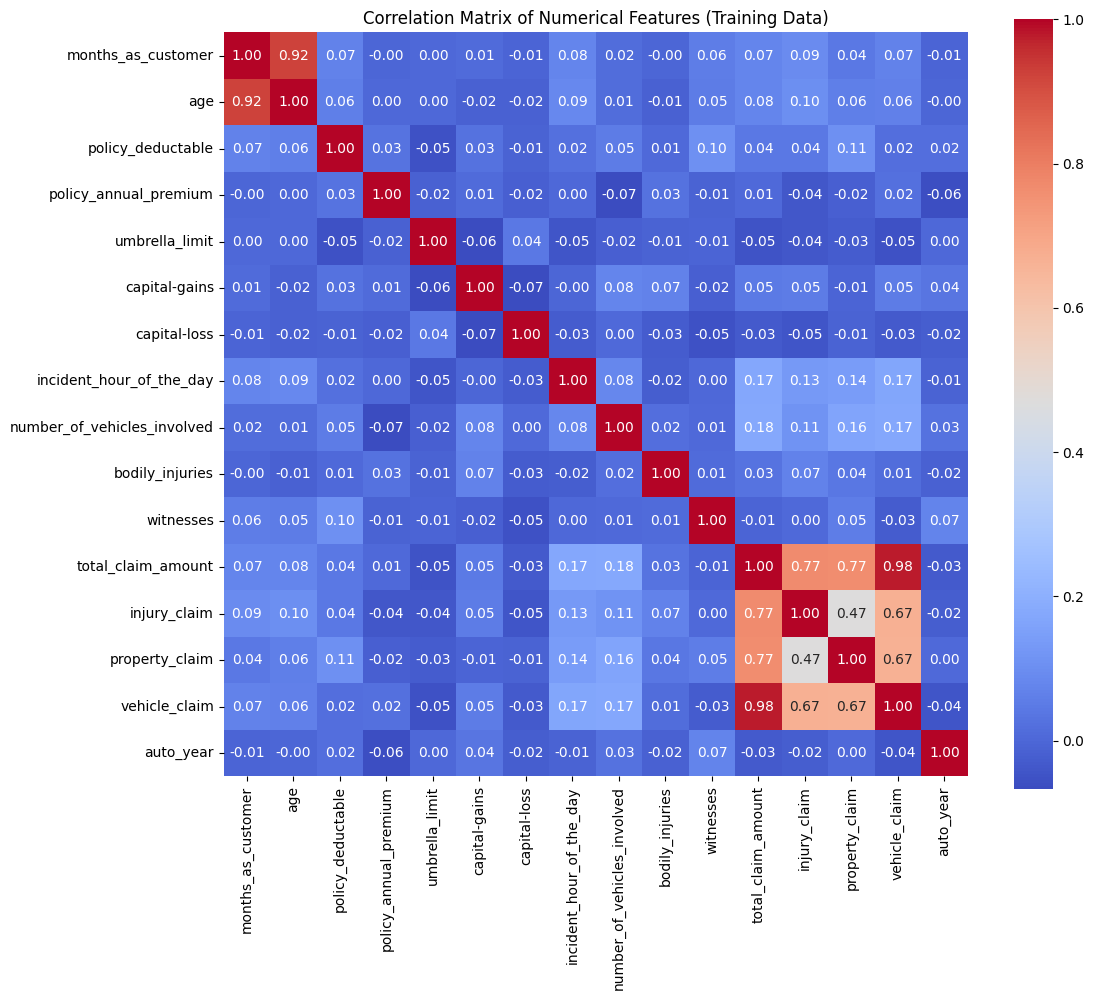 Correlation Matrix of Numerical Features (Training Data)
months_as_customer 1.00 0.92 0.07 -0.00 0.00 0.01 -0.01 0.08 0.02 -0.00 0.06 0.07 0.09 0.04 0.07 -0.01
age 0.92 1.00 0.06 0.00 0.00 -0.02 -0.02 0.09 0.01 -0.01 0.05 0.08 0.10 0.06 0.06 -0.00
policy_deductable 0.07 0.06 1.00 0.03 -0.05 0.03 -0.01 0.02 0.05 0.01 0.10 0.04 0.04 0.11 0.02 0.02
policy_annual_premium -0.00 0.00 0.03 1.00 -0.02 0.01 -0.02 0.00 -0.07 0.03 -0.01 0.01 -0.04 -0.02 0.02 -0.06
umbrella_limit 0.00 0.00 -0.05 -0.02 1.00 -0.06 0.04 -0.05 -0.02 -0.01 -0.01 -0.05 -0.04 -0.03 -0.05 0.00
capital-gains 0.01 -0.02 0.03 0.01 -0.06 1.00 -0.07 -0.00 0.08 0.07 -0.02 0.05 0.05 -0.01 0.05 0.04
capital-loss -0.01 -0.02 -0.01 -0.02 0.04 -0.07 1.00 -0.03 0.00 -0.03 -0.05 -0.03 -0.05 -0.01 -0.03 -0.02
incident_hour_of_the_day 0.08 0.09 0.02 0.00 -0.05 -0.00 -0.03 1.00 0.08 -0.02 0.00 0.17 0.13 0.14 0.17 -0.01
number_of_vehicles_involved 0.02 0.01 0.05 -0.07 -0.02 0.08 0.00 0.08 1.00 0.02 0.01 0.18 0.11 0.16 0.17 0.03
bodily_injuries -0.00 -0.01 0.01 0.03 -0.01 0.07 -0.03 -0.02 0.02 1.00 0.01 0.03 0.07 0.04 0.01 -0.02
witnesses 0.06 0.05 0.10 -0.01 -0.01 -0.02 -0.05 0.00 0.01 0.01 1.00 -0.01 0.00 0.05 -0.03 0.07
total_claim_amount 0.07 0.08 0.04 0.01 -0.05 0.05 -0.03 0.17 0.18 0.03 -0.01 1.00 0.77 0.77 0.98 -0.03
injury_claim 0.09 0.10 0.04 -0.04 -0.04 0.05 -0.05 0.13 0.11 0.07 0.00 0.77 1.00 0.47 0.67 -0.02
property_claim 0.04 0.06 0.11 -0.02 -0.03 -0.01 -0.01 0.14 0.16 0.04 0.05 0.77 0.47 1.00 0.67 0.00
vehicle_claim 0.07 0.06 0.02 0.02 -0.05 0.05 -0.03 0.17 0.17 0.01 -0.03 0.98 0.67 0.67 1.00 -0.04
auto_year -0.01 -0.00 0.02 -0.06 0.00 0.04 -0.02 -0.01 0.03 -0.02 0.07 -0.03 -0.02 0.00 -0.04 1.00
months_as_customer
age
policy_deductable
policy_annual_premium
umbrella_limit
capital-gains
capital-loss
incident_hour_of_the_day
number_of_vehicles_involved
bodily_injuries
witnesses
total_claim_amount
injury_claim
property_claim
vehicle_claim
auto_year
1.0
0.8
0.6
0.4
0.2
0.0